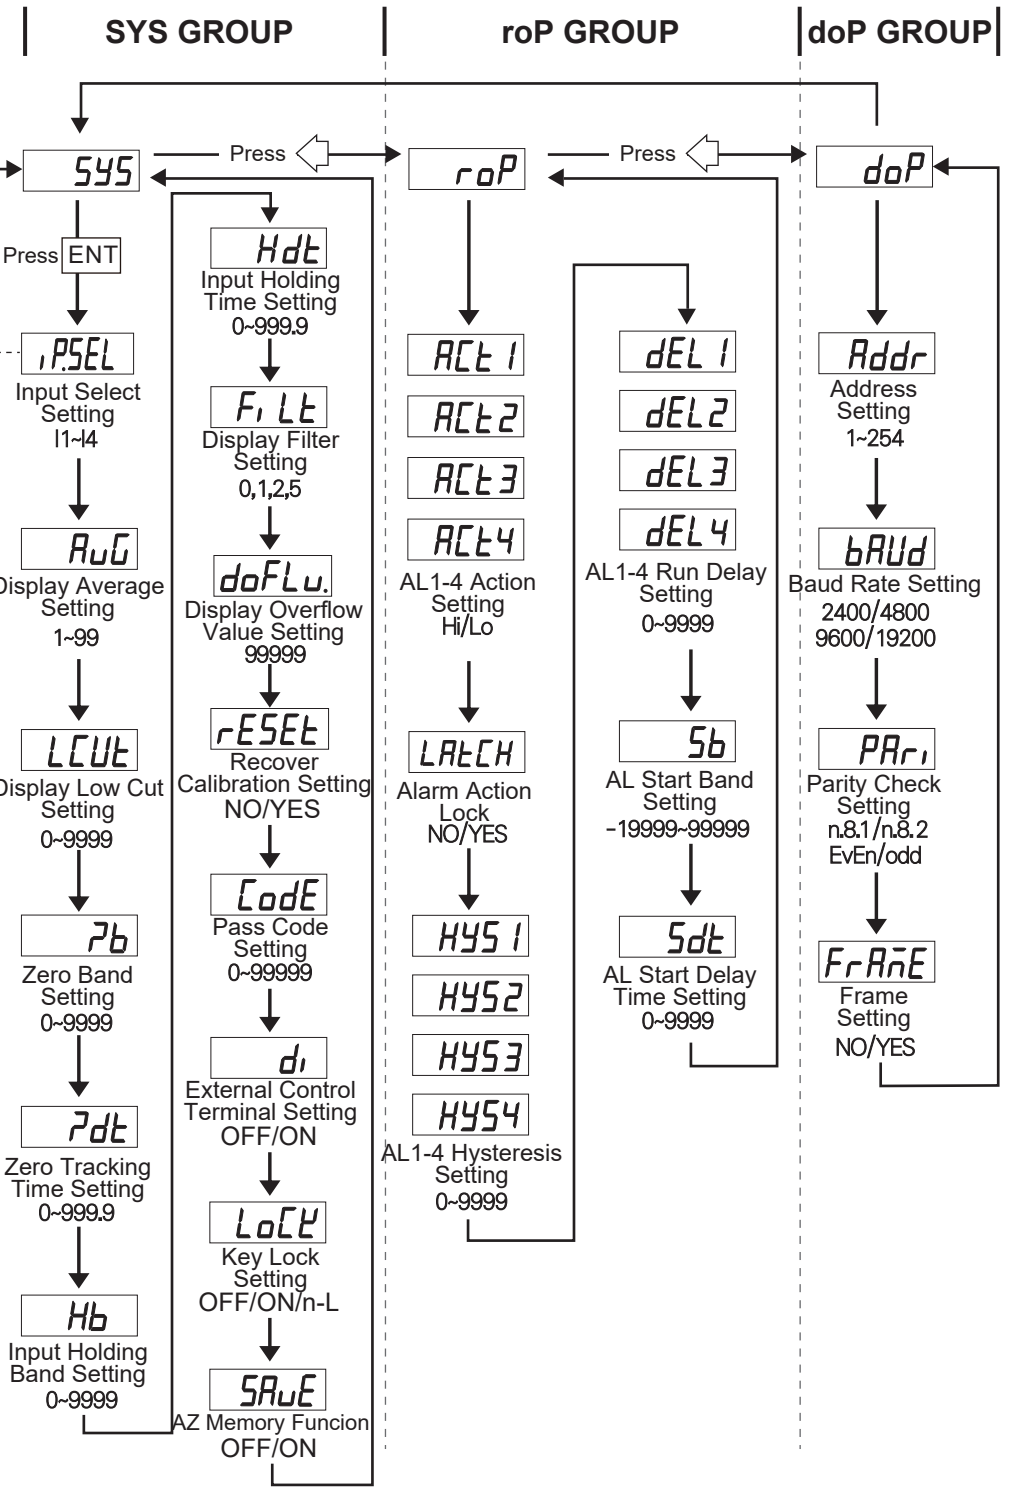 SYS GROUP
roP GROUP
doP GROUP
SYS
Press
roP
Press
doP
Press ENT
iP.SEL
Input Select
Setting
I1~I4
AvG
Display Average
Setting
1~99
LCUt
Display Low Cut
Setting
0~9999
Zero Band
Setting
0~9999
Zero Tracking
Time Setting
0~999.9
Hb
Input Holding
Band Setting
0~9999
Hdt
Input Holding
Time Setting
0~999.9
FiLt
Display Filter
Setting
0,1,2,5
doFLv.
Display Overflow
Value Setting
99999
rESEt
Recover
Calibration Setting
NO/YES
CodE
Pass Code
Setting
0~99999
di
External Control
Terminal Setting
OFF/ON
LoCK
Key Lock
Setting
OFF/ON/n-L
SAvE
AZ Memory Funcion
OFF/ON
ACt1
ACt2
ACt3
ACt4
AL1-4 Action
Setting
Hi/Lo
LAtCH
Alarm Action
Lock
NO/YES
HYS1
HYS2
HYS3
HYS4
AL1-4 Hysteresis
Setting
0~9999
dEL1
dEL2
dEL3
dEL4
AL1-4 Run Delay
Setting
0~9999
Sb
AL Start Band
Setting
-19999~99999
Sdt
AL Start Delay
Time Setting
0~9999
Addr
Address
Setting
1~254
bAUd
Baud Rate Setting
2400/4800
9600/19200
PAri
Parity Check
Setting
n.8.1/n.8.2
EvEn/odd
FrAmE
Frame
Setting
NO/YES